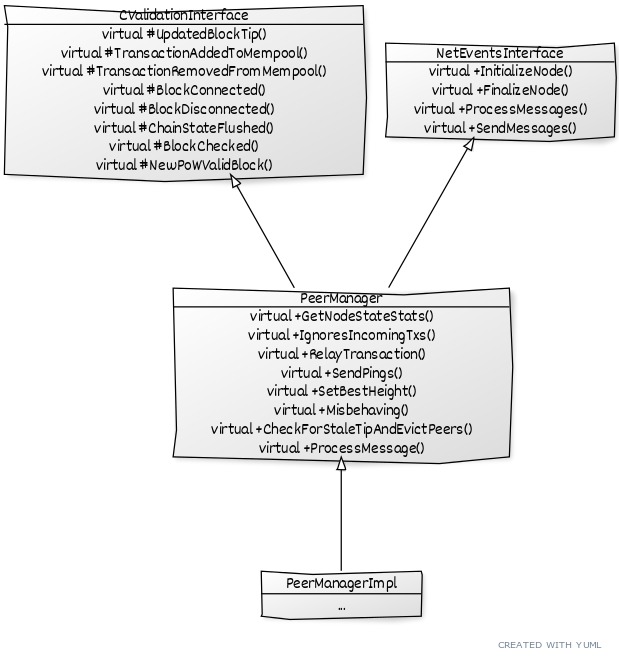 CValidationInterface
virtual #UpdatedBlockTip()
virtual #TransactionAddedToMempool()
virtual #TransactionRemovedFromMempool()
virtual #BlockConnected()
virtual #BlockDisconnected()
virtual #ChainStateFlushed()
virtual #BlockChecked()
virtual #NewPoWValidBlock()
NetEventsInterface
virtual +InitializeNode()
virtual +FinalizeNode()
virtual +ProcessMessages()
virtual +SendMessages()
PeerManager
virtual +GetNodeStateStats()
virtual +IgnoresIncomingTxs()
virtual +RelayTransaction()
virtual +SendPings()
virtual +SetBestHeight()
virtual +Misbehaving()
virtual +CheckForStaleTipAndEvictPeers()
virtual +ProcessMessage()
PeerManagerImpl
...
CREATED WITH YUML